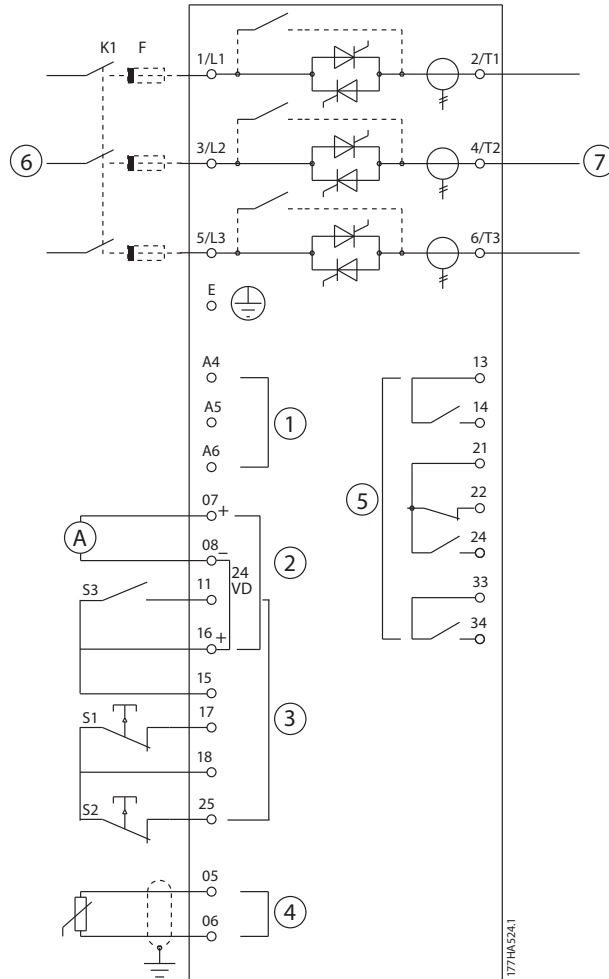 K1 F 1/L1 2/T1
6 3/L2 4/T2 7
5/L3 6/T3
E
A4 13
A5 1 14
A6 21
07 + 5 22
A 08 – 2 24
24
VD
S3 11 33
16 + 34
15
S1 17 3
18
S2 25
05
06 4
177HA524.1